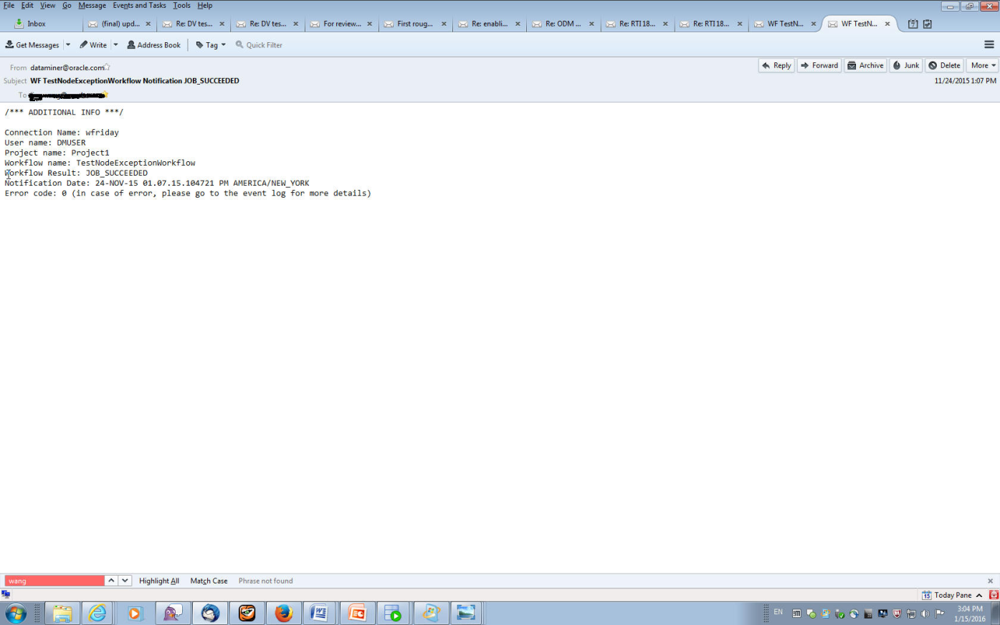 File Edit View Go Message Events and Tasks Tools Help
Inbox (final) upd... Re: DV tes... Re: DV tes... For review... First roug... Re: enabli... Re: ODM ... Re: RTI 18... Re: RTI 18... WF TestN... WF TestN...
Get Messages Write Address Book Tag Quick Filter
From dataminer@oracle.com Reply Forward Archive Junk Delete More
Subject WF TestNodeExceptionWorkflow Notification JOB_SUCCEEDED 11/24/2015 1:07 PM
To
/*** ADDITIONAL INFO ***/
Connection Name: wfriday
User name: DMUSER
Project name: Project1
Workflow name: TestNodeExceptionWorkflow
Workflow Result: JOB_SUCCEEDED
Notification Date: 24-NOV-15 01.07.15.104721 PM AMERICA/NEW_YORK
Error code: 0 (in case of error, please go to the event log for more details)
wang Highlight All Match Case Phrase not found
15 Today Pane
EN 3:04 PM
1/15/2016